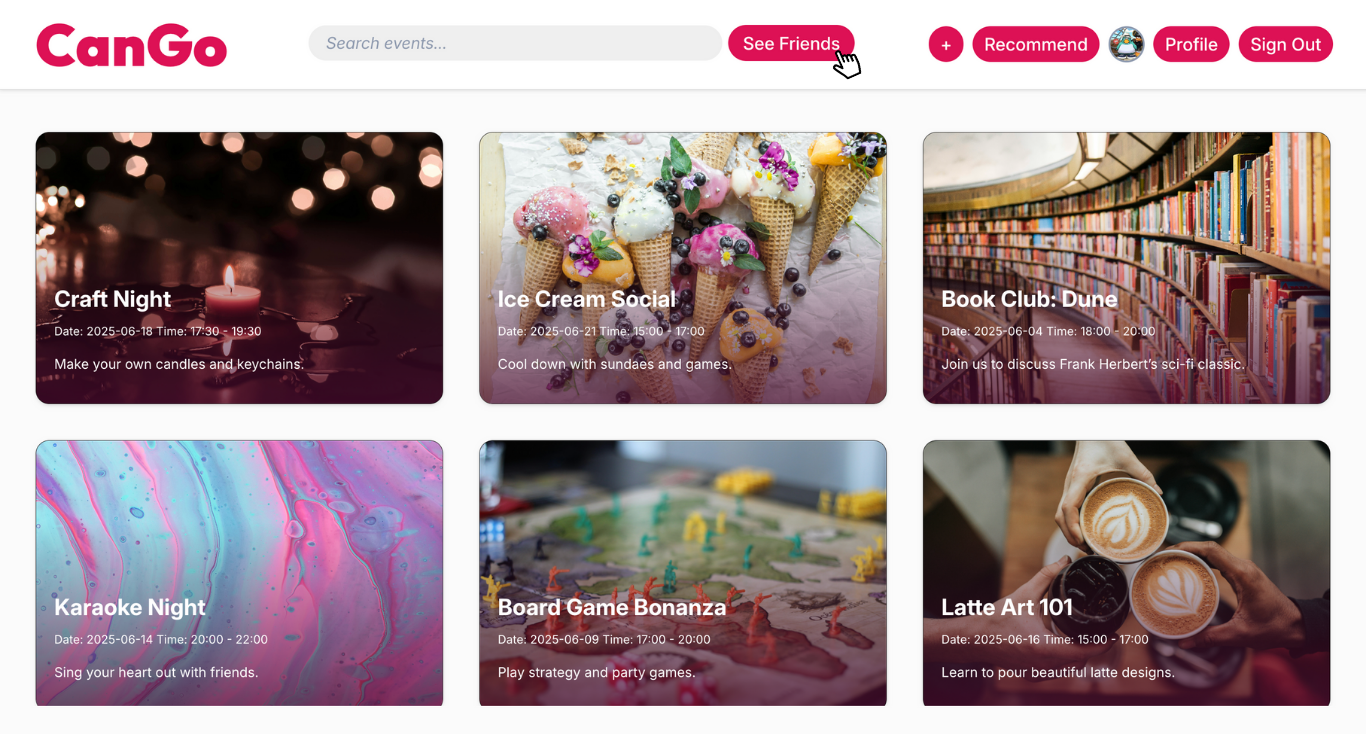 CanGo
Search events...
See Friends
+
Recommend
Profile
Sign Out
Craft Night
Date: 2025-06-18 Time: 17:30 - 19:30
Make your own candles and keychains.
Ice Cream Social
Date: 2025-06-21 Time: 15:00 - 17:00
Cool down with sundaes and games.
Book Club: Dune
Date: 2025-06-04 Time: 18:00 - 20:00
Join us to discuss Frank Herbert's sci-fi classic.
Karaoke Night
Date: 2025-06-14 Time: 20:00 - 22:00
Sing your heart out with friends.
Board Game Bonanza
Date: 2025-06-09 Time: 17:00 - 20:00
Play strategy and party games.
Latte Art 101
Date: 2025-06-16 Time: 15:00 - 17:00
Learn to pour beautiful latte designs.